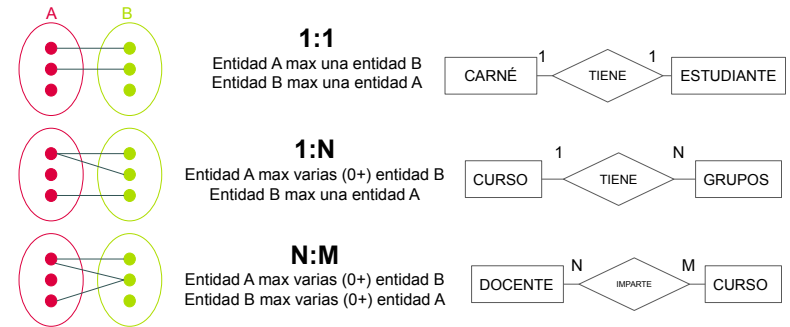 A
B
1:1
Entidad A max una entidad B
Entidad B max una entidad A
CARNÉ
1
TIENE
1
ESTUDIANTE
1:N
Entidad A max varias (0+) entidad B
Entidad B max una entidad A
CURSO
1
TIENE
N
GRUPOS
N:M
Entidad A max varias (0+) entidad B
Entidad B max varias (0+) entidad A
DOCENTE
N
IMPARTE
M
CURSO